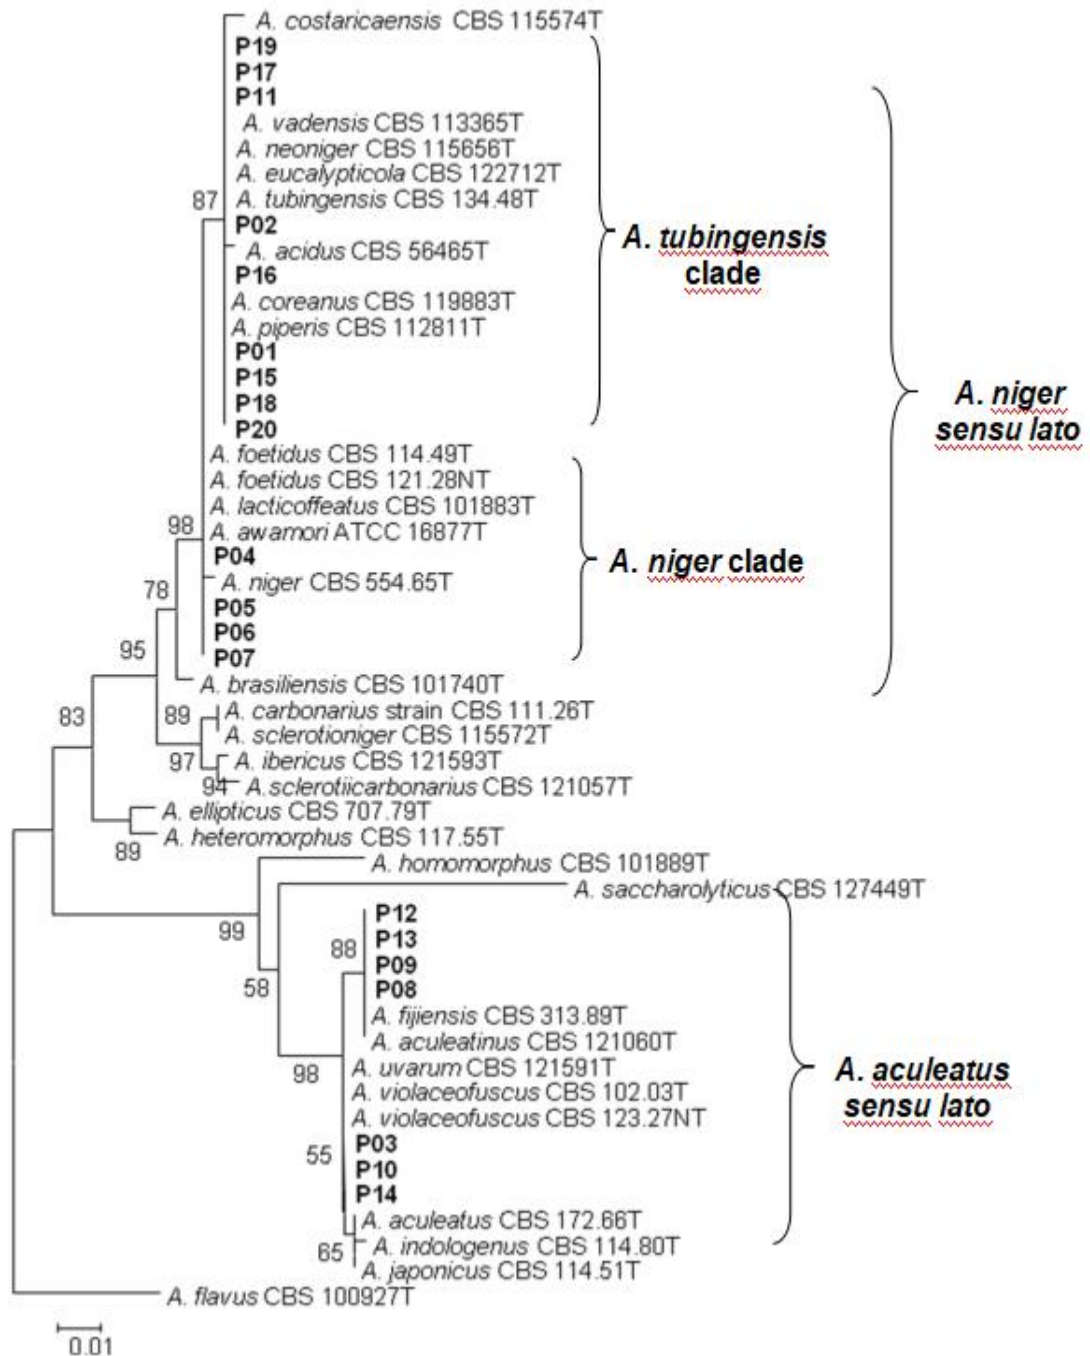 A. costaricaensis CBS 115574T
P19
P17
P11
A. vadensis CBS 113365T
A. neoniger CBS 115656T
A. eucalypticola CBS 122712T
87
A. tubingensis CBS 134.48T
P02
A. tubingensis
clade
A. acidus CBS 56465T
P16
A. coreanus CBS 119883T
A. piperis CBS 112811T
P01
P15
P18
P20
A. niger
sensu lato
A. foetidus CBS 114.49T
A. foetidus CBS 121.28NT
A. lacticoffeatus CBS 101883T
98
A. awamori ATCC 16877T
P04
A. niger clade
A. niger CBS 554.65T
78
P05
P06
P07
95
A. brasiliensis CBS 101740T
83
89
A. carbonarius strain CBS 111.26T
A. sclerotioniger CBS 115572T
97
A. ibericus CBS 121593T
94
A. sclerotiicarbonarius CBS 121057T
A. ellipticus CBS 707.79T
A. heteromorphus CBS 117.55T
89
A. homomorphus CBS 101889T
A. saccharolyticus CBS 127449T
P12
99
88
P13
P09
58
P08
A. fijiensis CBS 313.89T
A. aculeatinus CBS 121060T
98
A. uvarum CBS 121591T
A. violaceofuscus CBS 102.03T
A. violaceofuscus CBS 123.27NT
A. aculeatus
sensu lato
55
P03
P10
P14
A. aculeatus CBS 172.66T
65
A. indologenus CBS 114.80T
A. japonicus CBS 114.51T
A. flavus CBS 100927T
0.01